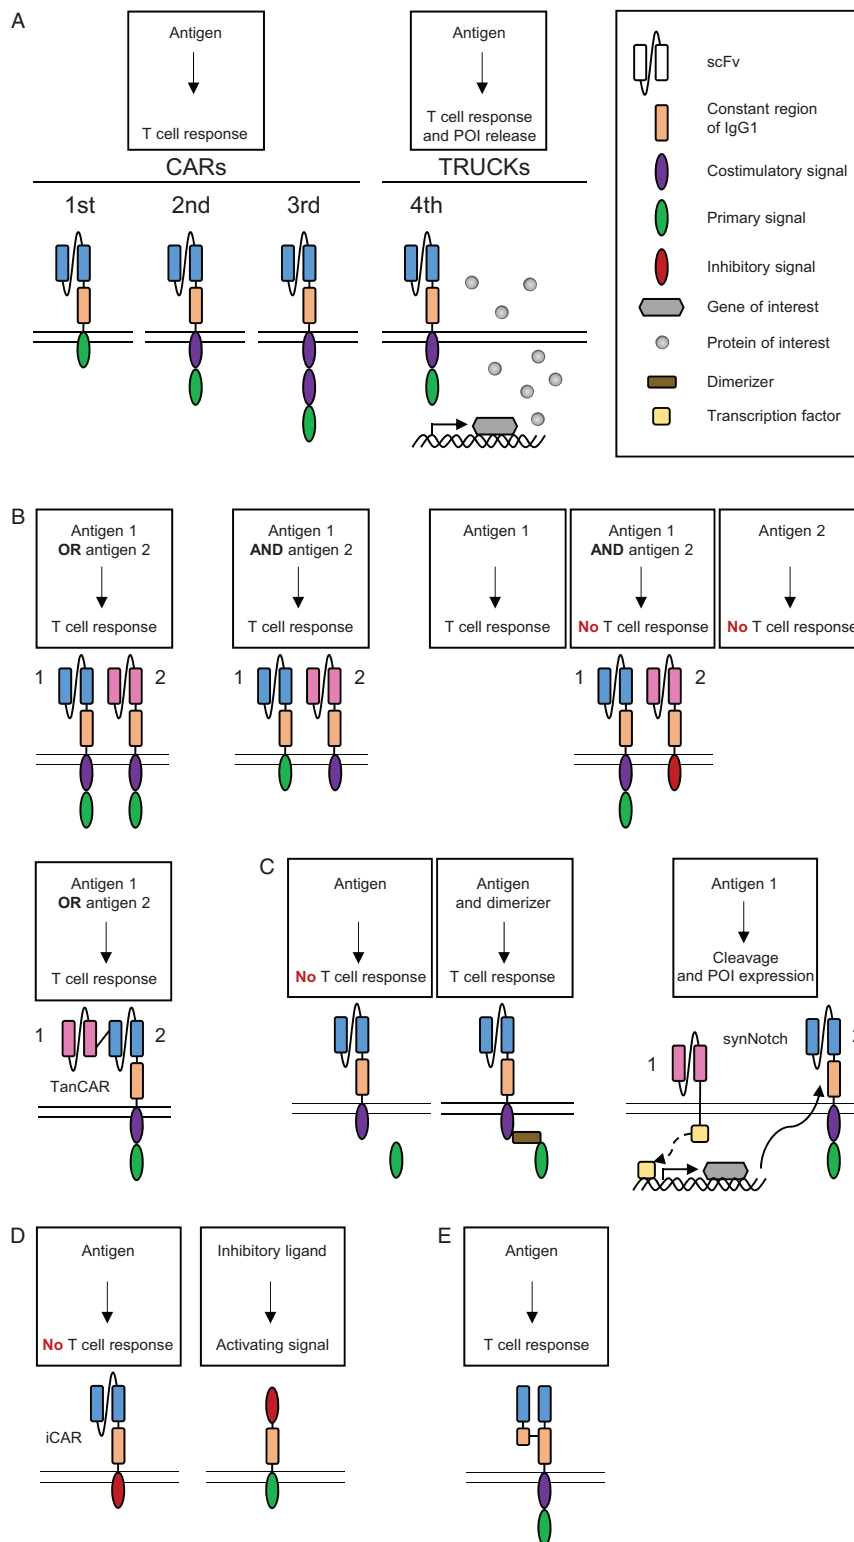 A
Antigen
T cell response
Antigen
T cell response
and POI release
CARs
TRUCKs
1st
2nd
3rd
4th
scFv
Constant region
of IgG1
Costimulatory signal
Primary signal
Inhibitory signal
Gene of interest
Protein of interest
Dimerizer
Transcription factor
B
Antigen 1
OR antigen 2
T cell response
1
2
Antigen 1
AND antigen 2
T cell response
Antigen 1
T cell response
Antigen 1
AND antigen 2
No T cell response
Antigen 2
No T cell response
1
2
Antigen 1
OR antigen 2
T cell response
1
2
TanCAR
C
Antigen
No T cell response
Antigen
and dimerizer
T cell response
Antigen 1
Cleavage
and POI expression
synNotch
1
D
Antigen
No T cell response
iCAR
Inhibitory ligand
Activating signal
E
Antigen
T cell response